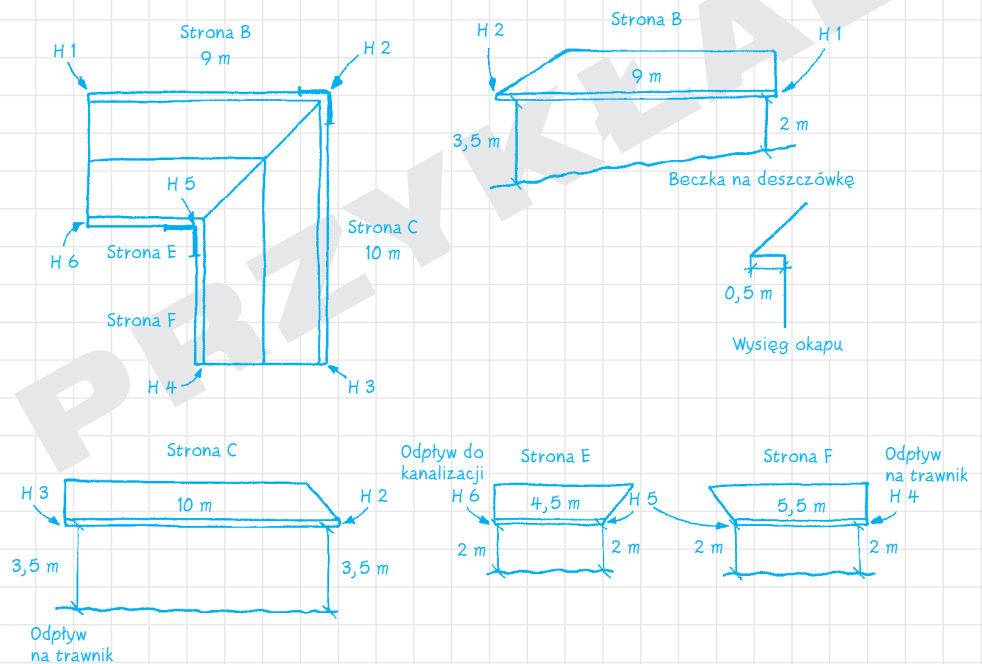 Strona B
9 m
H 1
H 2
H 5
Strona C
10 m
H 6
Strona E
Strona F
H 4
H 3
Strona B
H 2
H 1
9 m
3,5 m
2 m
Beczka na deszczówkę
0,5 m
Wysięg okapu
Strona C
H 3
10 m
H 2
3,5 m
3,5 m
Odpływ
na trawnik
Odpływ do
kanalizacji
H 6
Strona E
4,5 m
H 5
2 m
2 m
Strona F
Odpływ
na trawnik
H 4
5,5 m
2 m
2 m
PRZYKŁAD